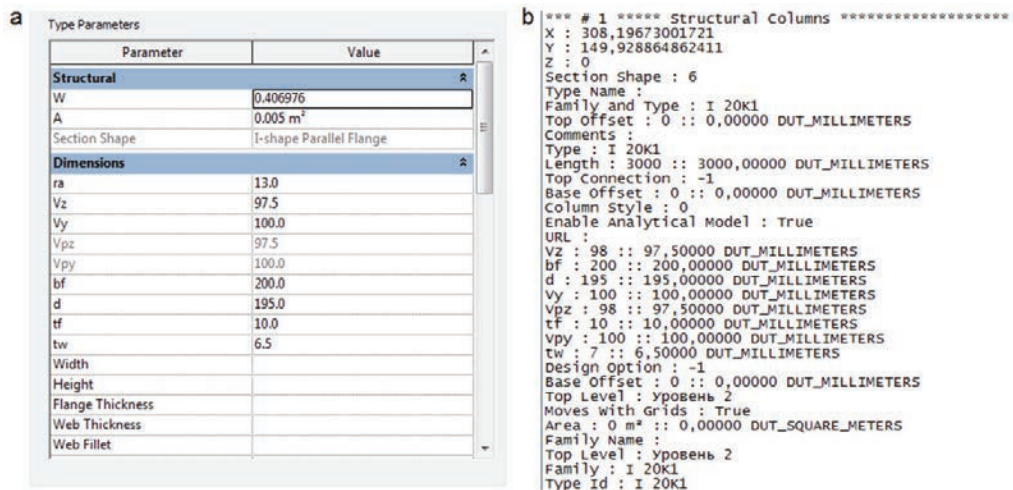 a
Type Parameters
Parameter Value
Structural
W 0.406976
A 0.005 m²
Section Shape I-shape Parallel Flange
Dimensions
ra 13.0
Vz 97.5
Vy 100.0
Vpz 97.5
Vpy 100.0
bf 200.0
d 195.0
tf 10.0
tw 6.5
Width
Height
Flange Thickness
Web Thickness
Web Fillet
b
*** # 1 ***** Structural Columns *******************
X : 308,19673001721
Y : 149,928864862411
Z : 0
Section Shape : 6
Type Name :
Family and Type : I 20K1
Top Offset : 0 :: 0,00000 DUT_MILLIMETERS
Comments :
Type : I 20K1
Length : 3000 :: 3000,00000 DUT_MILLIMETERS
Top Connection : -1
Base Offset : 0 :: 0,00000 DUT_MILLIMETERS
Column Style : 0
Enable Analytical Model : True
URL :
Vz : 98 :: 97,50000 DUT_MILLIMETERS
bf : 200 :: 200,00000 DUT_MILLIMETERS
d : 195 :: 195,00000 DUT_MILLIMETERS
Vy : 100 :: 100,00000 DUT_MILLIMETERS
Vpz : 98 :: 97,50000 DUT_MILLIMETERS
tf : 10 :: 10,00000 DUT_MILLIMETERS
Vpy : 100 :: 100,00000 DUT_MILLIMETERS
tw : 7 :: 6,50000 DUT_MILLIMETERS
Design Option : -1
Base Offset : 0 :: 0,00000 DUT_MILLIMETERS
Top Level : Уровень 2
Moves With Grids : True
Area : 0 m² :: 0,00000 DUT_SQUARE_METERS
Family Name :
Top Level : Уровень 2
Family : I 20K1
Type Id : I 20K1